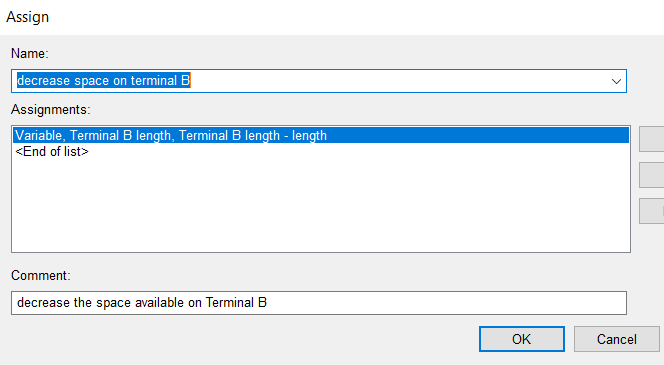 Assign
Name:
decrease space on terminal B
Assignments:
Variable, Terminal B length, Terminal B length - length
<End of list>
Comment:
decrease the space available on Terminal B
OK Cancel